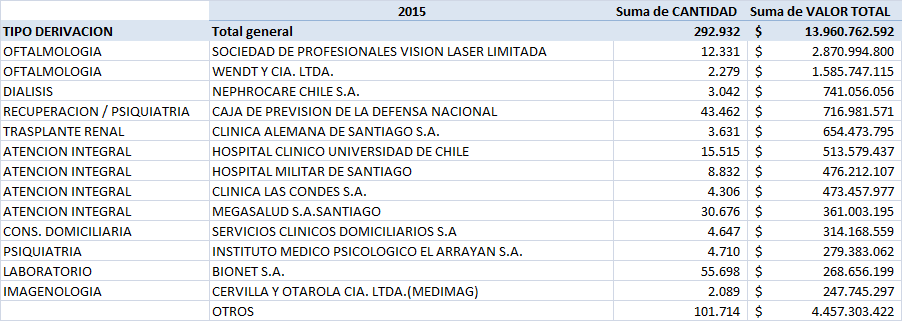 2015 Suma de CANTIDAD Suma de VALOR TOTAL
TIPO DERIVACION Total general 292.932 $ 13.960.762.592
OFTALMOLOGIA SOCIEDAD DE PROFESIONALES VISION LASER LIMITADA 12.331 $ 2.870.994.800
OFTALMOLOGIA WENDT Y CIA. LTDA. 2.279 $ 1.585.747.115
DIALISIS NEPHROCARE CHILE S.A. 3.042 $ 741.056.056
RECUPERACION / PSIQUIATRIA CAJA DE PREVISION DE LA DEFENSA NACIONAL 43.462 $ 716.981.571
TRASPLANTE RENAL CLINICA ALEMANA DE SANTIAGO S.A. 3.631 $ 654.473.795
ATENCION INTEGRAL HOSPITAL CLINICO UNIVERSIDAD DE CHILE 15.515 $ 513.579.437
ATENCION INTEGRAL HOSPITAL MILITAR DE SANTIAGO 8.832 $ 476.212.107
ATENCION INTEGRAL CLINICA LAS CONDES S.A. 4.306 $ 473.457.977
ATENCION INTEGRAL MEGASALUD S.A.SANTIAGO 30.676 $ 361.003.195
CONS. DOMICILIARIA SERVICIOS CLINICOS DOMICILIARIOS S.A 4.647 $ 314.168.559
PSIQUIATRIA INSTITUTO MEDICO PSICOLOGICO EL ARRAYAN S.A. 4.710 $ 279.383.062
LABORATORIO BIONET S.A. 55.698 $ 268.656.199
IMAGENOLOGIA CERVILLA Y OTAROLA CIA. LTDA.(MEDIMAG) 2.089 $ 247.745.297
OTROS 101.714 $ 4.457.303.422